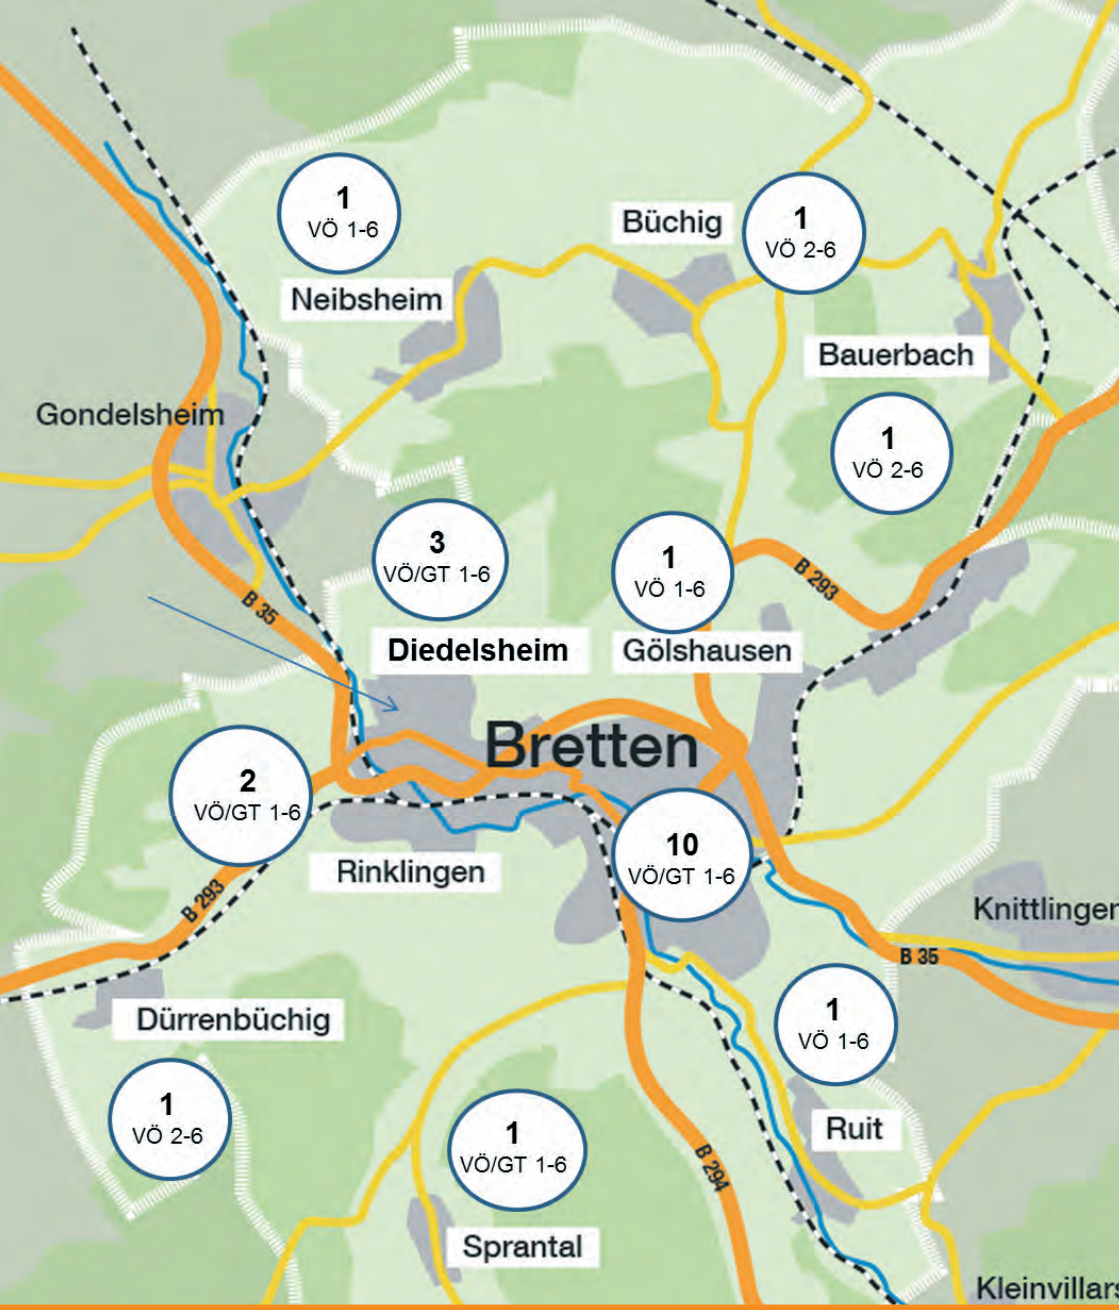 1
VÖ 1-6
Neibsheim
Büchig
1
VÖ 2-6
Bauerbach
1
VÖ 2-6
Gondelsheim
3
VÖ/GT 1-6
Diedelsheim
1
VÖ 1-6
Gölshausen
B 293
B 35
Bretten
2
VÖ/GT 1-6
Rinklingen
10
VÖ/GT 1-6
B 293
Knittlingen
B 35
Dürrenbüchig
1
VÖ 2-6
1
VÖ 1-6
Ruit
1
VÖ/GT 1-6
B 294
Sprantal
Kleinvillars